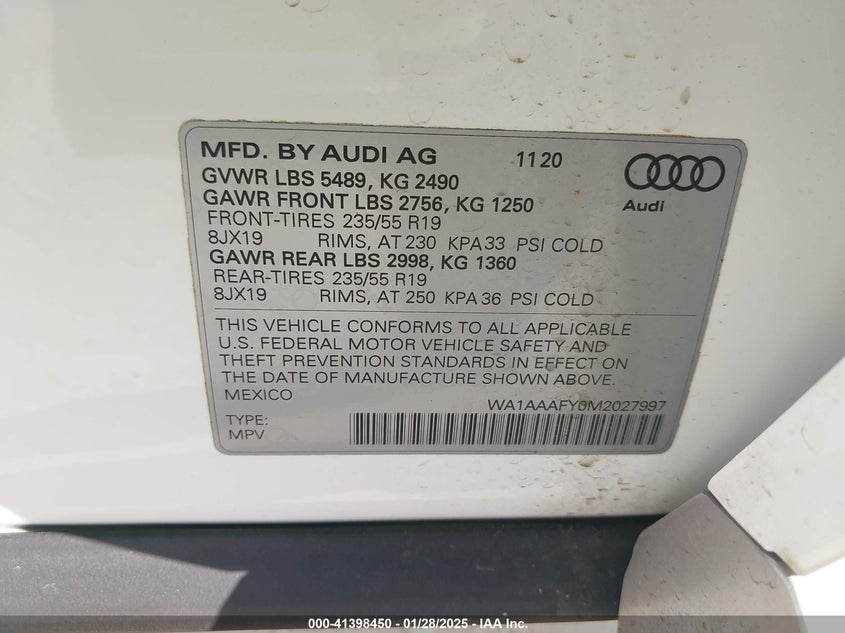 MFD. BY AUDI AG 11 20
GVWR LBS 5489, KG 2490
GAWR FRONT LBS 2756, KG 1250
FRONT-TIRES 235/55 R19
8JX19 RIMS, AT 230 KPA 33 PSI COLD
GAWR REAR LBS 2998, KG 1360
REAR-TIRES 235/55 R19
8JX19 RIMS, AT 250 KPA 36 PSI COLD
Audi
THIS VEHICLE CONFORMS TO ALL APPLICABLE
U.S. FEDERAL MOTOR VEHICLE SAFETY AND
THEFT PREVENTION STANDARDS IN EFFECT ON
THE DATE OF MANUFACTURE SHOWN ABOVE.
MEXICO
WA1AAAFY0M2027997
TYPE:
MPV
000-41398450 - 01/28/2025 - IAA Inc.